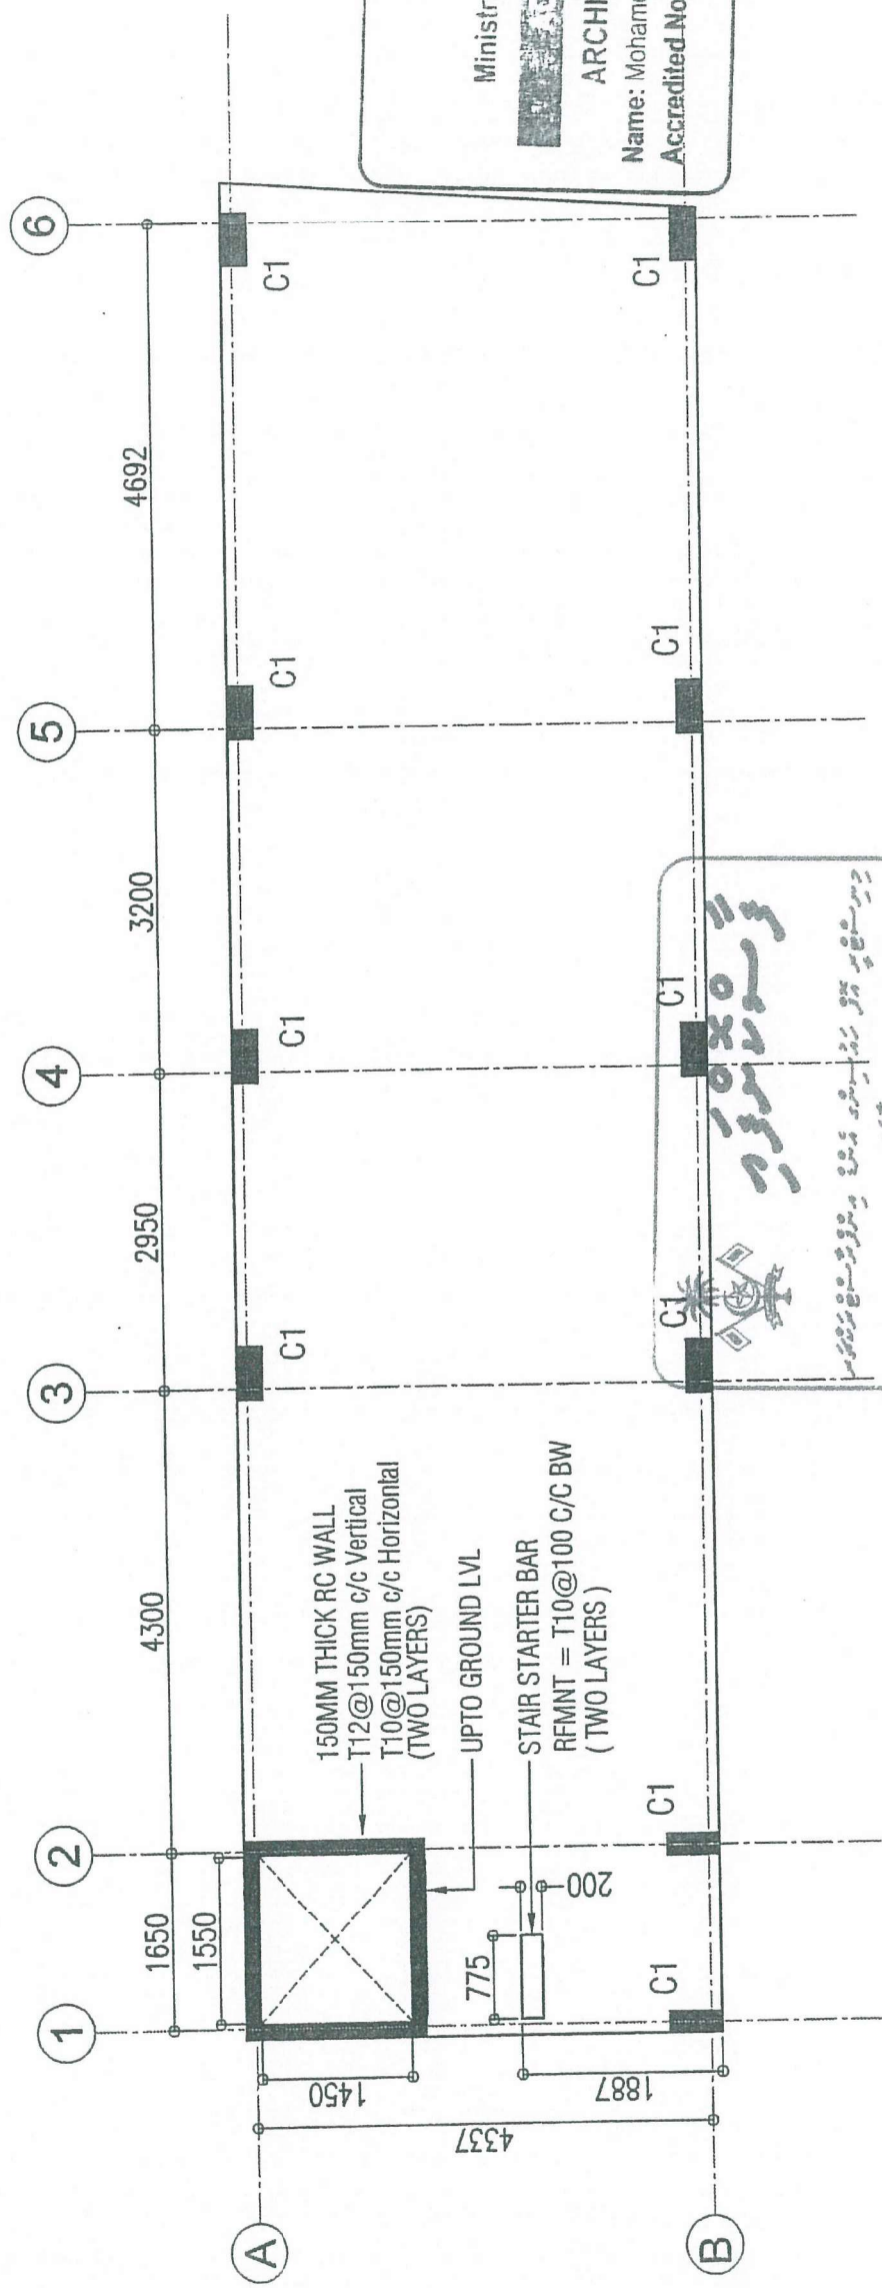 1
2
3
4
5
6
1650
4300
2950
3200
4692
1550
A
B
1450
4337
1887
775
200
150MM THICK RC WALL
T12@150mm c/c Vertical
T10@150mm c/c Horizontal
(TWO LAYERS)
UPTO GROUND LVL
STAIR STARTER BAR
RFMNT = T10@100 C/C BW
( TWO LAYERS )
C1
C1
C1
C1
C1
C1
C1
C1
C1
C1
Ministr
ARCHI
Name: Mohame
Accredited No